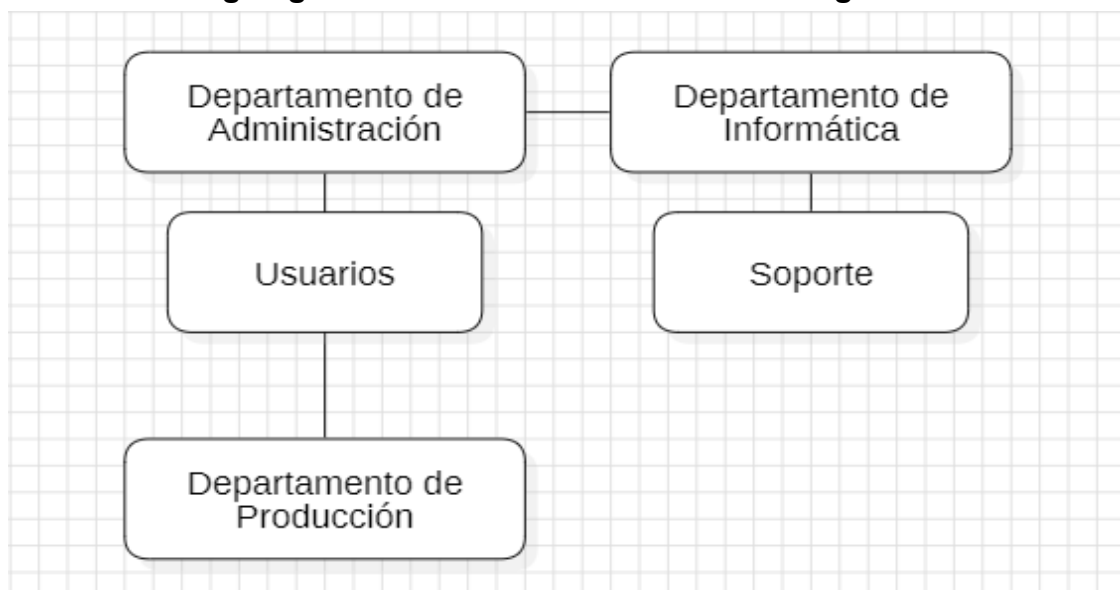 Departamento de
Administración
Departamento de
Informática
Usuarios
Soporte
Departamento de
Producción